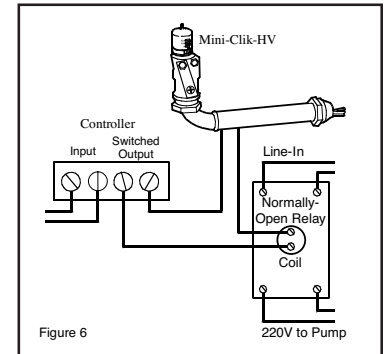 Mini-Clik-HV
Controller
Input
Switched
Output
Line-In
Normally-
Open Relay
Coil
Figure 6
220V to Pump